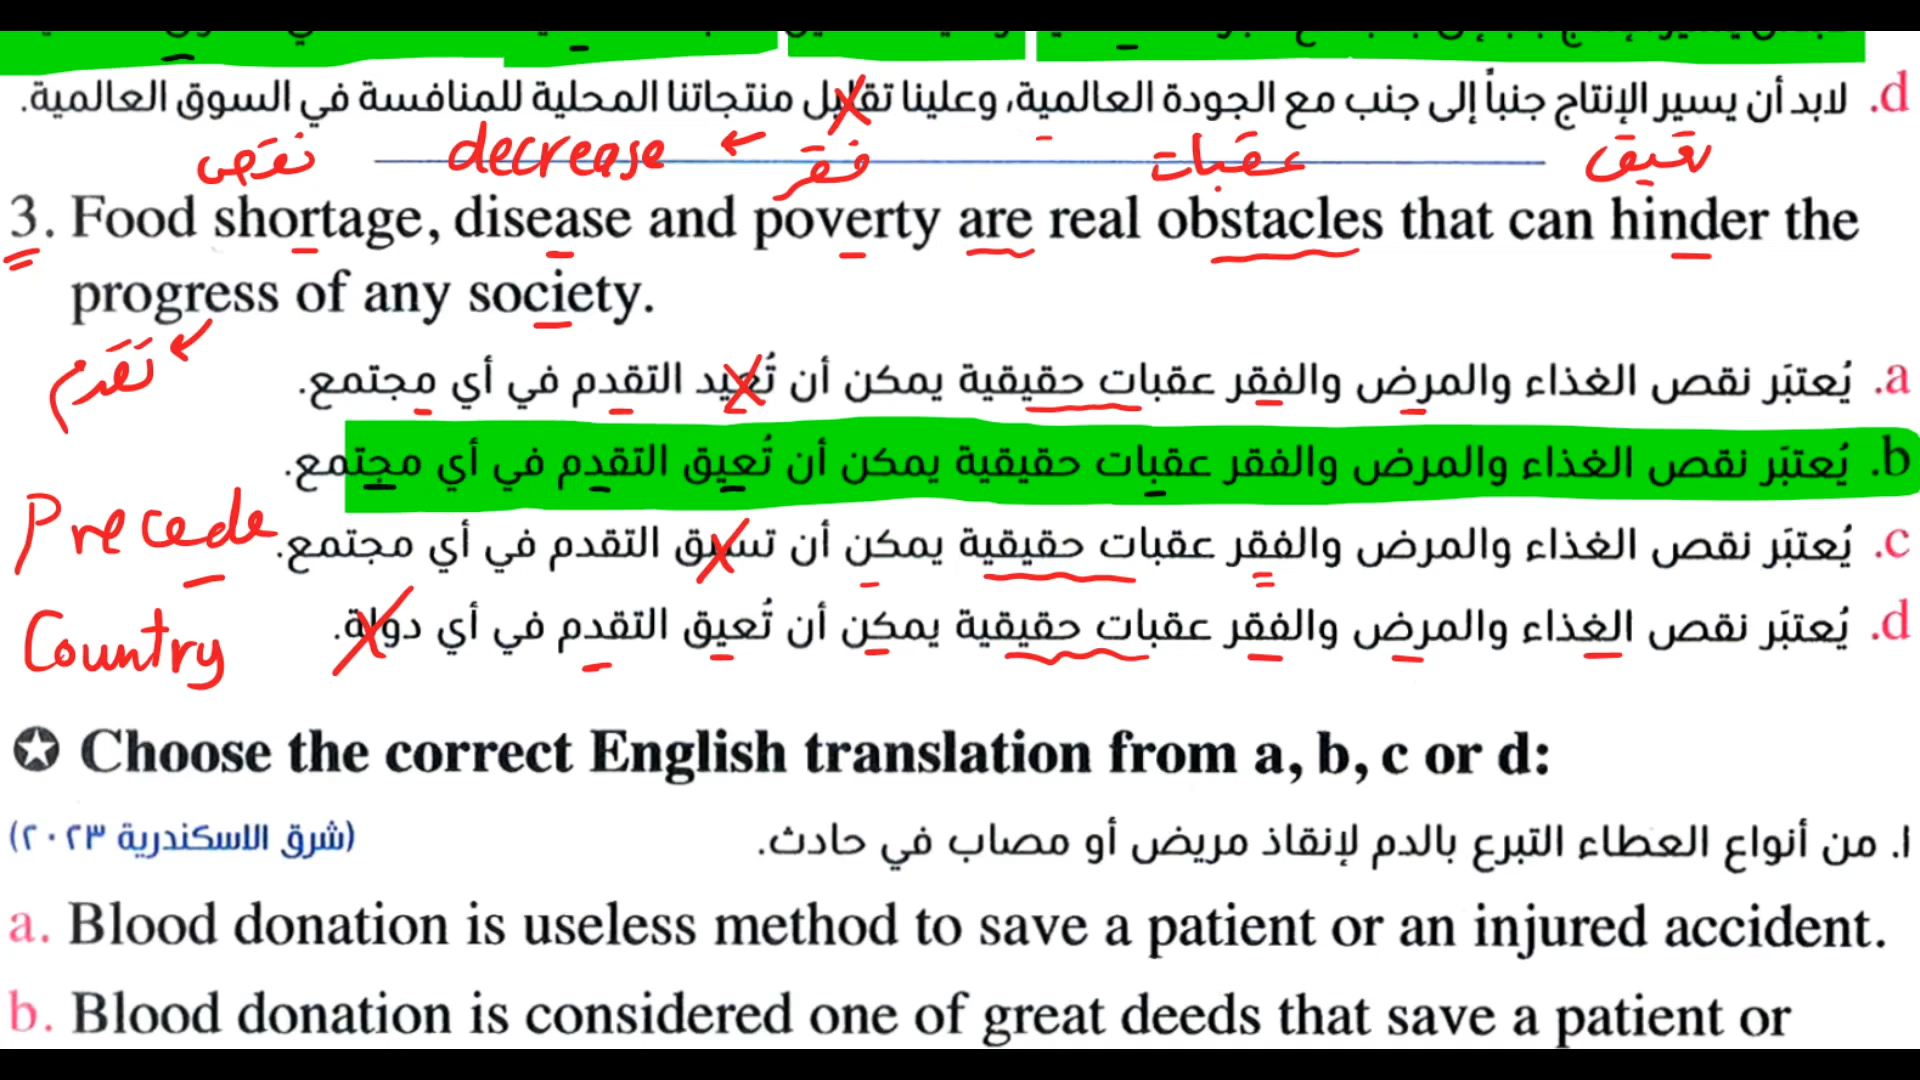 d. لابد أن يسير الإنتاج جنباً إلى جنب مع الجودة العالمية، وعلينا تقابل منتجاتنا المحلية للمنافسة في السوق العالمية.
نقص decrease ← فقر عقبات تعيق
3. Food shortage, disease and poverty are real obstacles that can hinder the
progress of any society.
تَقَدم
a. يُعتبَر نقص الغذاء والمرض والفقر عقبات حقيقية يمكن أن تُعيد التقدم في أي مجتمع.
b. يُعتبَر نقص الغذاء والمرض والفقر عقبات حقيقية يمكن أن تُعيق التقدم في أي مجتمع.
Precede
c. يُعتبَر نقص الغذاء والمرض والفقر عقبات حقيقية يمكن أن تسبق التقدم في أي مجتمع.
d. يُعتبَر نقص الغذاء والمرض والفقر عقبات حقيقية يمكن أن تُعيق التقدم في أي دولة.
Country
Choose the correct English translation from a, b, c or d:
١. من أنواع العطاء التبرع بالدم لإنقاذ مريض أو مصاب في حادث. (شرق الاسكندرية ٢٠٢٣)
a. Blood donation is useless method to save a patient or an injured accident.
b. Blood donation is considered one of great deeds that save a patient or